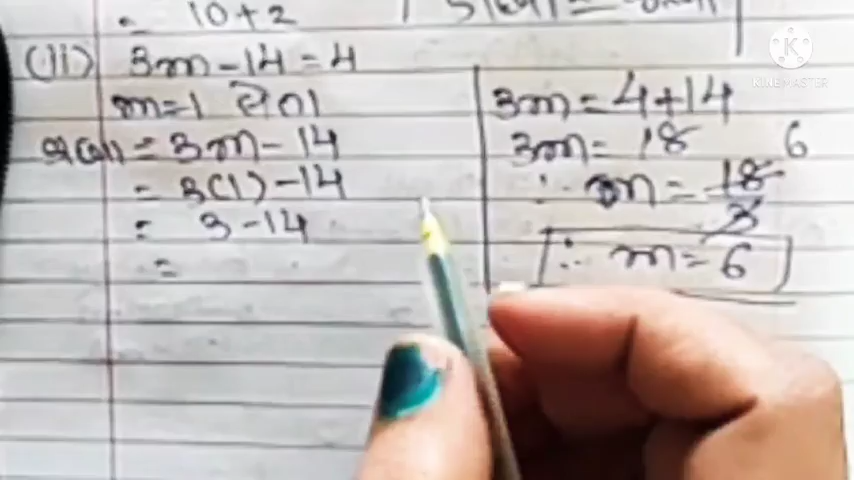 = 10+2
(ii) 3m-14=4
m=1 લેતા
ડાબા = 3m-14
= 3(1)-14
= 3-14
=
3m=4+14
3m=18 6
∴ m=18/3
∴ m=6
KINEMASTER